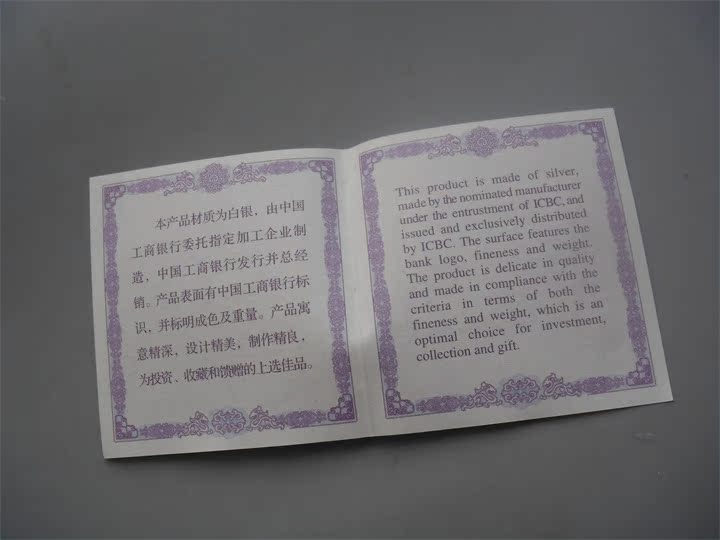 本产品材质为白银，由中国
工商银行委托指定加工企业制
造，中国工商银行发行并总经
销。产品表面有中国工商银行标
识，并标明成色及重量。产品寓
意精深，设计精美，制作精良，
为投资、收藏和馈赠的上选佳品。
This product is made of silver,
made by the nominated manufacturer
under the entrustment of ICBC, and
issued and exclusively distributed
by ICBC. The surface features the
bank logo, fineness and weight.
The product is delicate in quality
and made in compliance with the
criteria in terms of both the
fineness and weight, which is an
optimal choice for investment,
collection and gift.